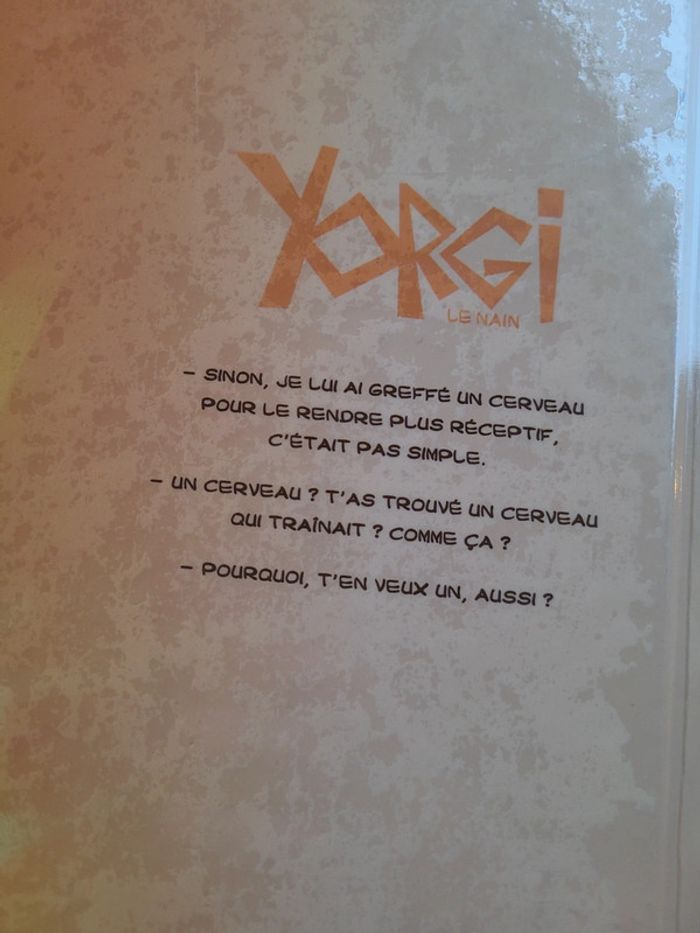 YORGi
LE NAIN
– SINON, JE LUI AI GREFFÉ UN CERVEAU
POUR LE RENDRE PLUS RÉCEPTIF,
C'ÉTAIT PAS SIMPLE.
– UN CERVEAU ? T'AS TROUVÉ UN CERVEAU
QUI TRAÎNAIT ? COMME ÇA ?
– POURQUOI, T'EN VEUX UN, AUSSI ?